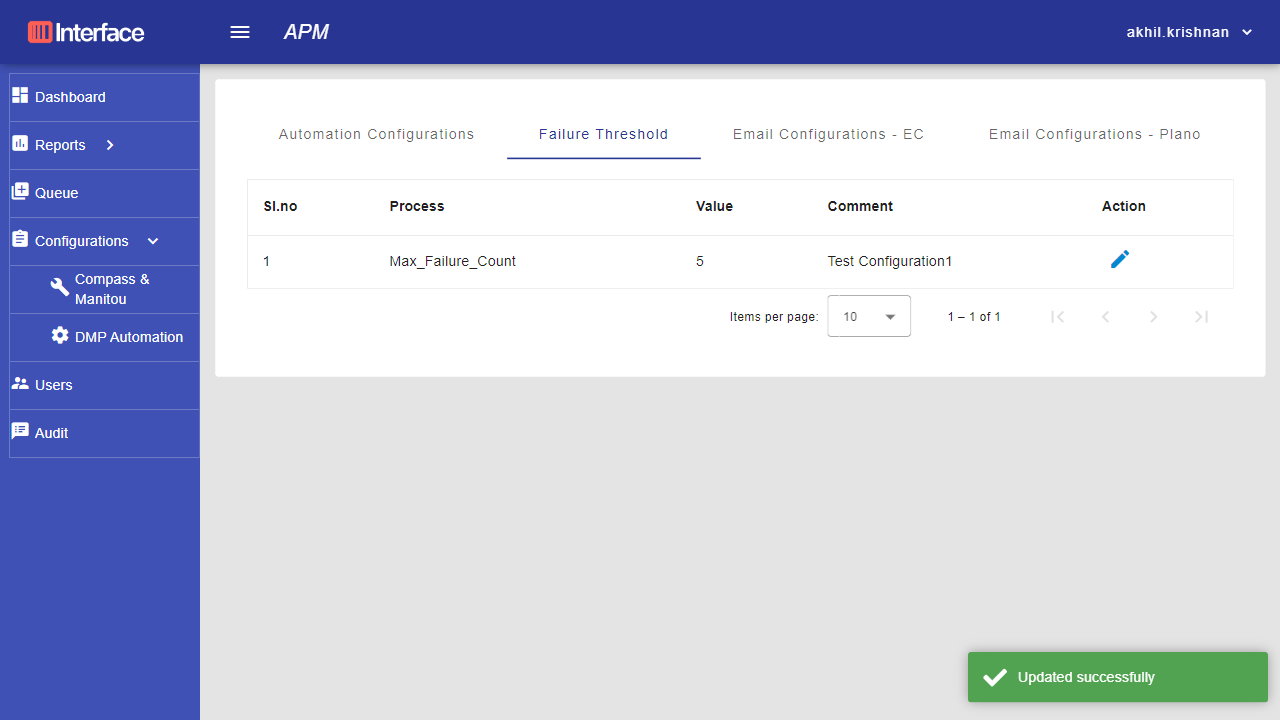 Interface
APM
akhil.krishnan
Dashboard
Reports
Queue
Configurations
Compass &
Manitou
DMP Automation
Users
Audit
Automation Configurations
Failure Threshold
Email Configurations - EC
Email Configurations - Plano
Sl.no Process Value Comment Action
1 Max_Failure_Count 5 Test Configuration1
Items per page: 10 1 – 1 of 1
Updated successfully